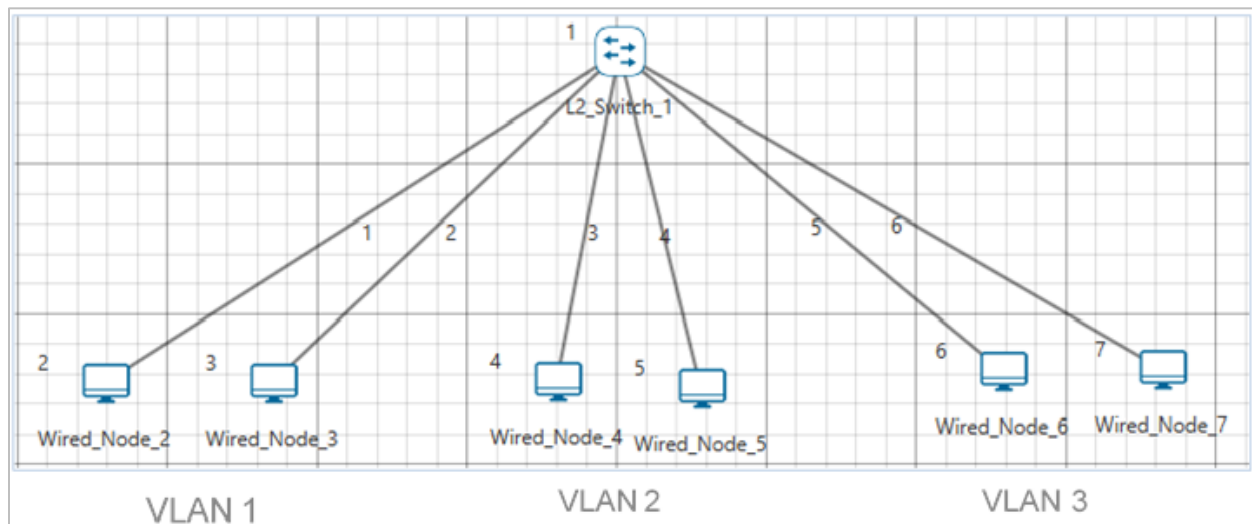 1
L2_Switch_1
1
2
3
4
5
6
2
3
4
5
6
7
Wired_Node_2
Wired_Node_3
Wired_Node_4
Wired_Node_5
Wired_Node_6
Wired_Node_7
VLAN 1
VLAN 2
VLAN 3